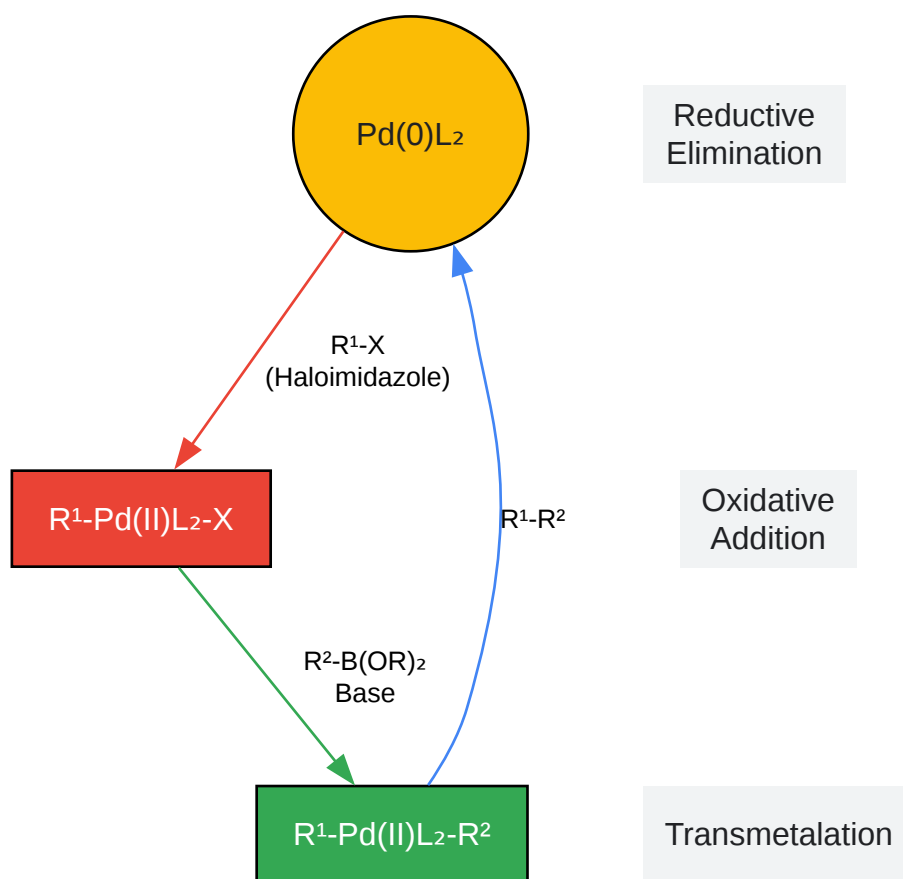 Pd(0)L₂
Reductive
Elimination
R¹-X
(Haloimidazole)
R¹-Pd(II)L₂-X
R¹-R²
Oxidative
Addition
R²-B(OR)₂
Base
R¹-Pd(II)L₂-R²
Transmetalation